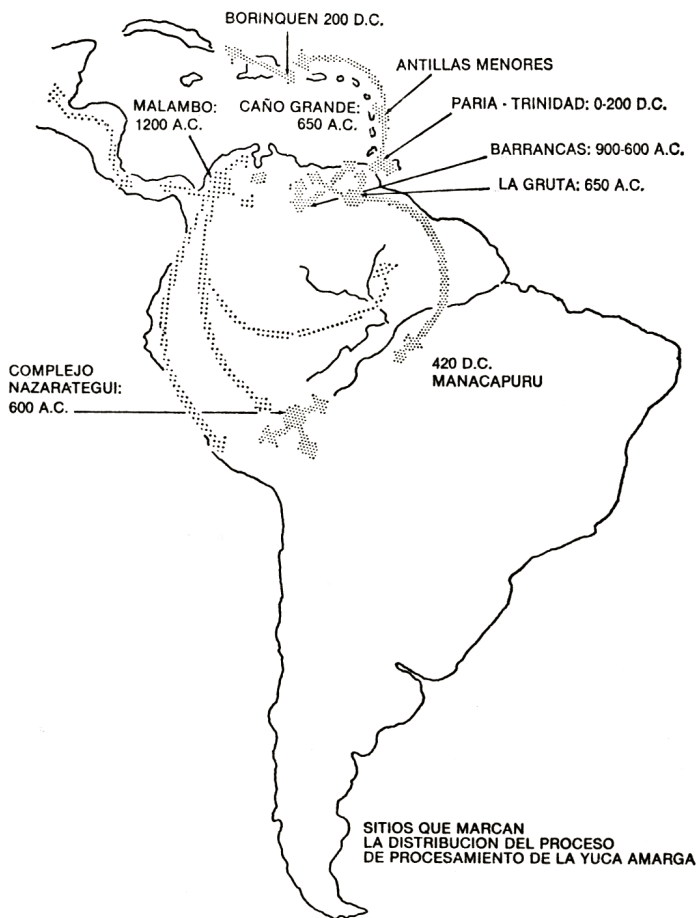 BORINQUEN 200 D.C.
ANTILLAS MENORES
MALAMBO:
1200 A.C.
CAÑO GRANDE:
650 A.C.
PARIA - TRINIDAD: 0-200 D.C.
BARRANCAS: 900-600 A.C.
LA GRUTA: 650 A.C.
COMPLEJO
NAZARATEGUI:
600 A.C.
420 D.C.
MANACAPURU
SITIOS QUE MARCAN
LA DISTRIBUCION DEL PROCESO
DE PROCESAMIENTO DE LA YUCA AMARGA